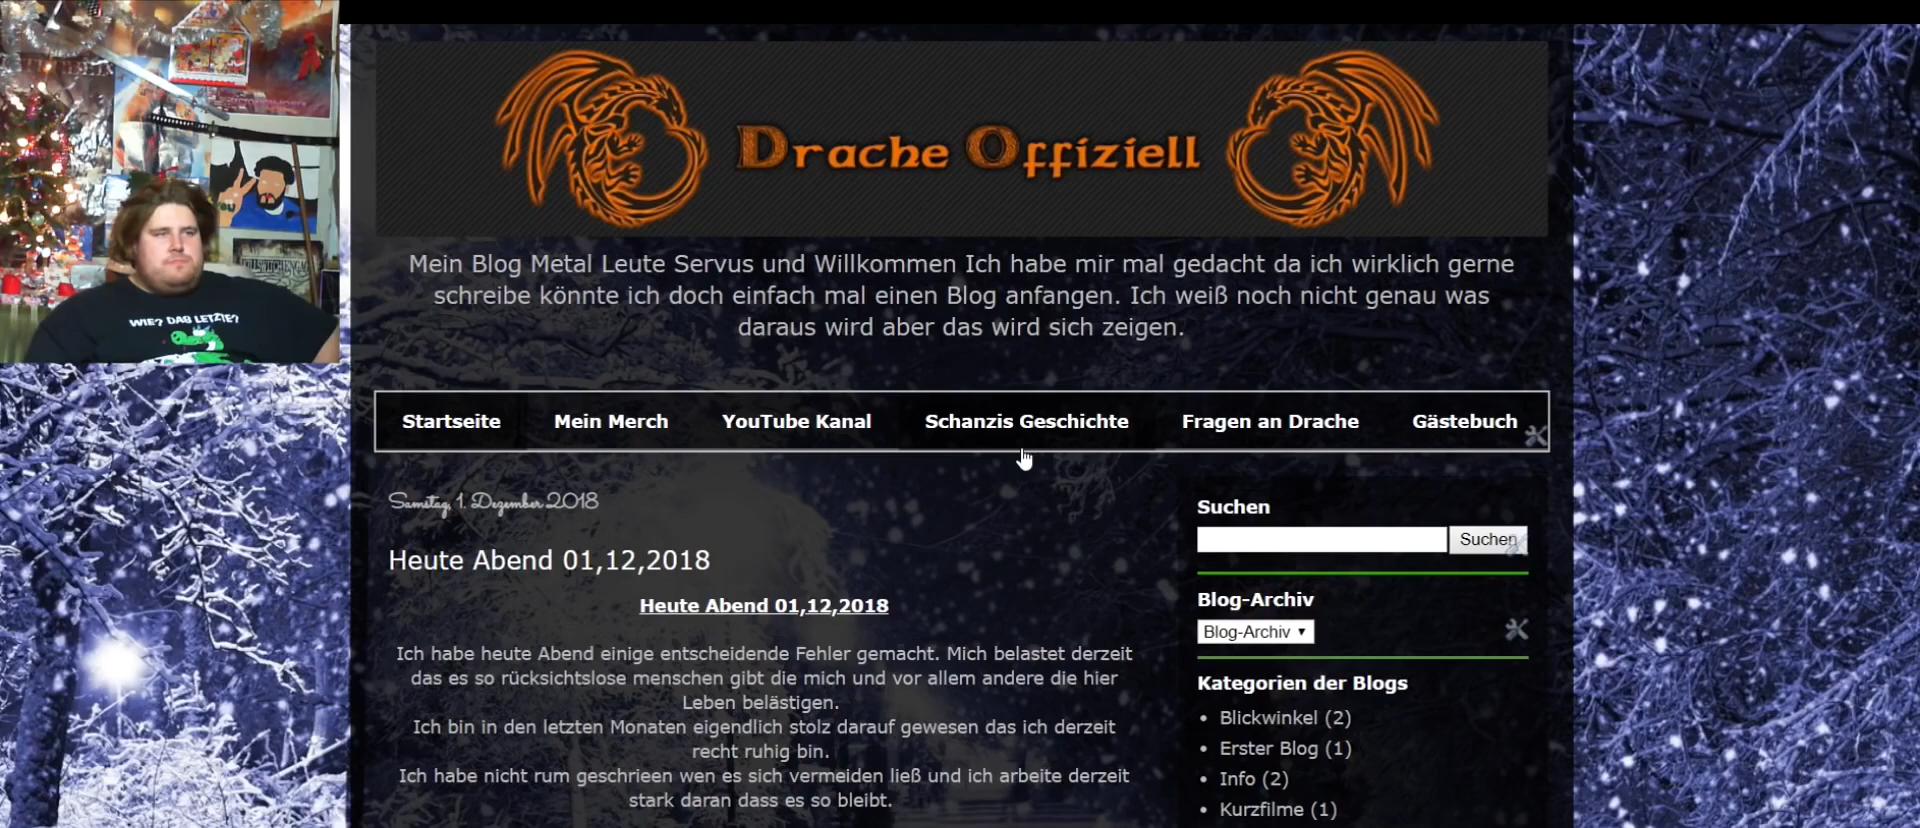 WIE? DAS LETZTE?
Drache Offiziell
Mein Blog Metal Leute Servus und Willkommen Ich habe mir mal gedacht da ich wirklich gerne
schreibe könnte ich doch einfach mal einen Blog anfangen. Ich weiß noch nicht genau was
daraus wird aber das wird sich zeigen.
Startseite Mein Merch YouTube Kanal Schanzis Geschichte Fragen an Drache Gästebuch
Samstag, 1. Dezember 2018
Heute Abend 01,12,2018
Heute Abend 01,12,2018
Ich habe heute Abend einige entscheidende Fehler gemacht. Mich belastet derzeit
das es so rücksichtslose menschen gibt die mich und vor allem andere die hier
Leben belästigen.
Ich bin in den letzten Monaten eigendlich stolz darauf gewesen das ich derzeit
recht ruhig bin.
Ich habe nicht rum geschrieen wen es sich vermeiden ließ und ich arbeite derzeit
stark daran dass es so bleibt.
Suchen
Suchen
Blog-Archiv
Blog-Archiv
Kategorien der Blogs
Blickwinkel (2)
Erster Blog (1)
Info (2)
Kurzfilme (1)